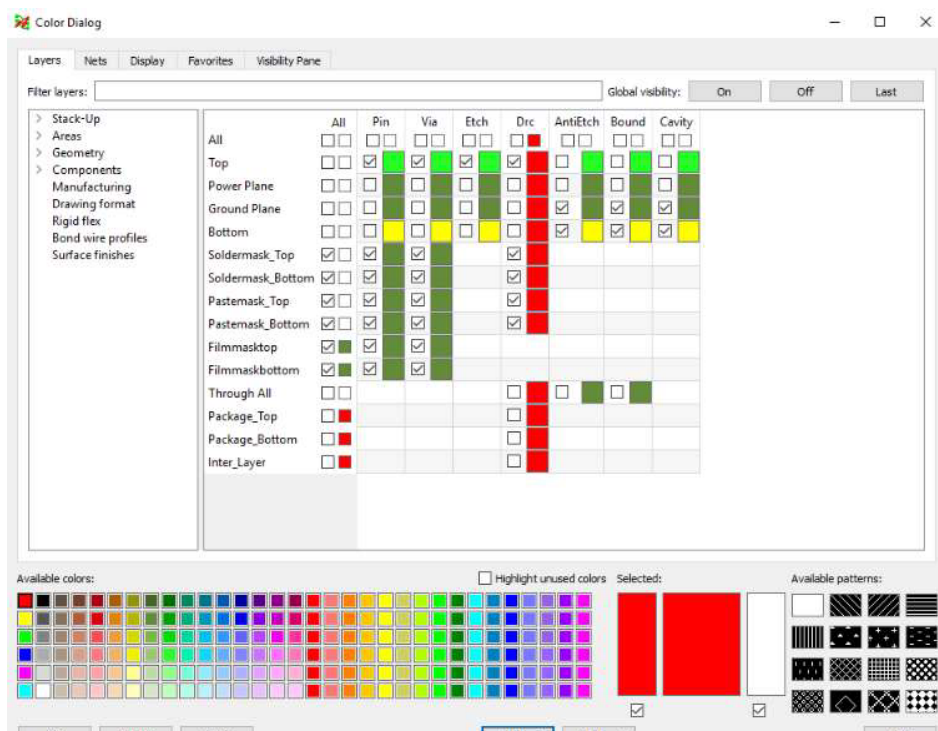 Color Dialog
Layers Nets Display Favorites Visibility Pane
Filter layers: Global visibility: On Off Last
Stack-Up
Areas
Geometry
Components
Manufacturing
Drawing format
Rigid flex
Bond wire profiles
Surface finishes
All Pin Via Etch Drc AntiEtch Bound Cavity
All
Top
Power Plane
Ground Plane
Bottom
Soldermask_Top
Soldermask_Bottom
Pastemask_Top
Pastemask_Bottom
Filmmasktop
Filmmaskbottom
Through All
Package_Top
Package_Bottom
Inter_Layer
Available colors: Highlight unused colors Selected: Available patterns: